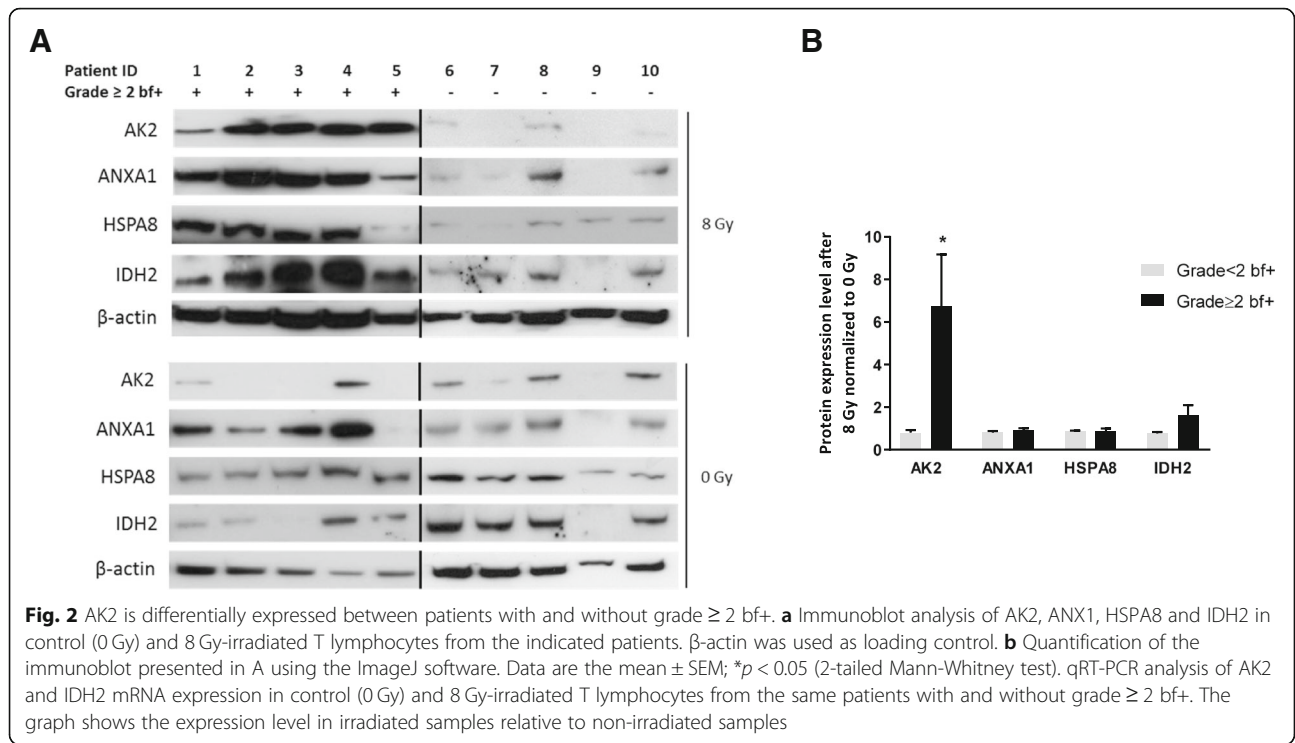 A
Patient ID 1 2 3 4 5 6 7 8 9 10
Grade ≥ 2 bf+ + + + + + - - - - -
AK2
ANXA1
HSPA8
IDH2
β-actin
8 Gy
AK2
ANXA1
HSPA8
IDH2
β-actin
0 Gy
B
Protein expression level after
8 Gy normalized to 0 Gy
10
8
6
4
2
0
*
AK2 ANXA1 HSPA8 IDH2
Grade<2 bf+
Grade≥2 bf+
Fig. 2 AK2 is differentially expressed between patients with and without grade ≥ 2 bf+. a Immunoblot analysis of AK2, ANX1, HSPA8 and IDH2 in
control (0 Gy) and 8 Gy-irradiated T lymphocytes from the indicated patients. β-actin was used as loading control. b Quantification of the
immunoblot presented in A using the ImageJ software. Data are the mean ± SEM; *p < 0.05 (2-tailed Mann-Whitney test). qRT-PCR analysis of AK2
and IDH2 mRNA expression in control (0 Gy) and 8 Gy-irradiated T lymphocytes from the same patients with and without grade ≥ 2 bf+. The
graph shows the expression level in irradiated samples relative to non-irradiated samples